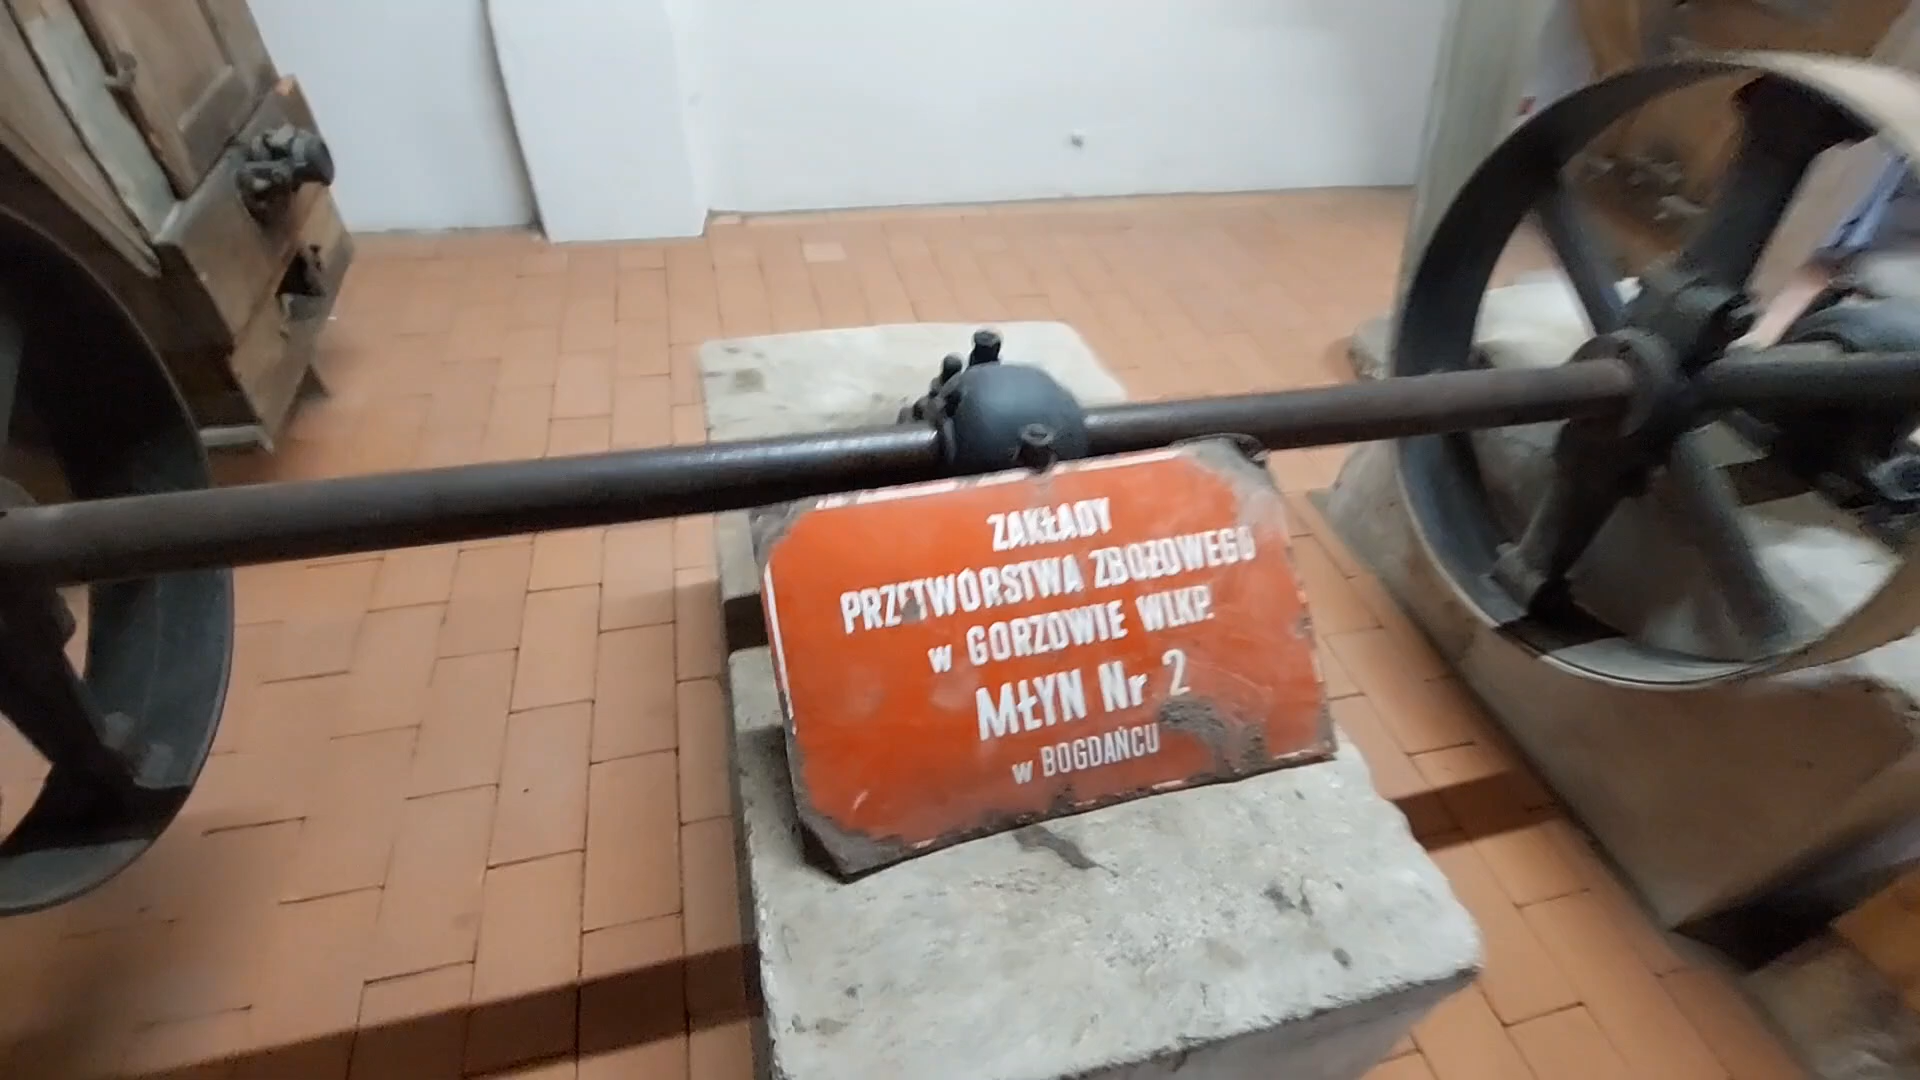 ZAKŁADY
PRZETWÓRSTWA ZBOŻOWEGO
w GORZOWIE WLKP.
MŁYN Nr 2
w BOGDAŃCU